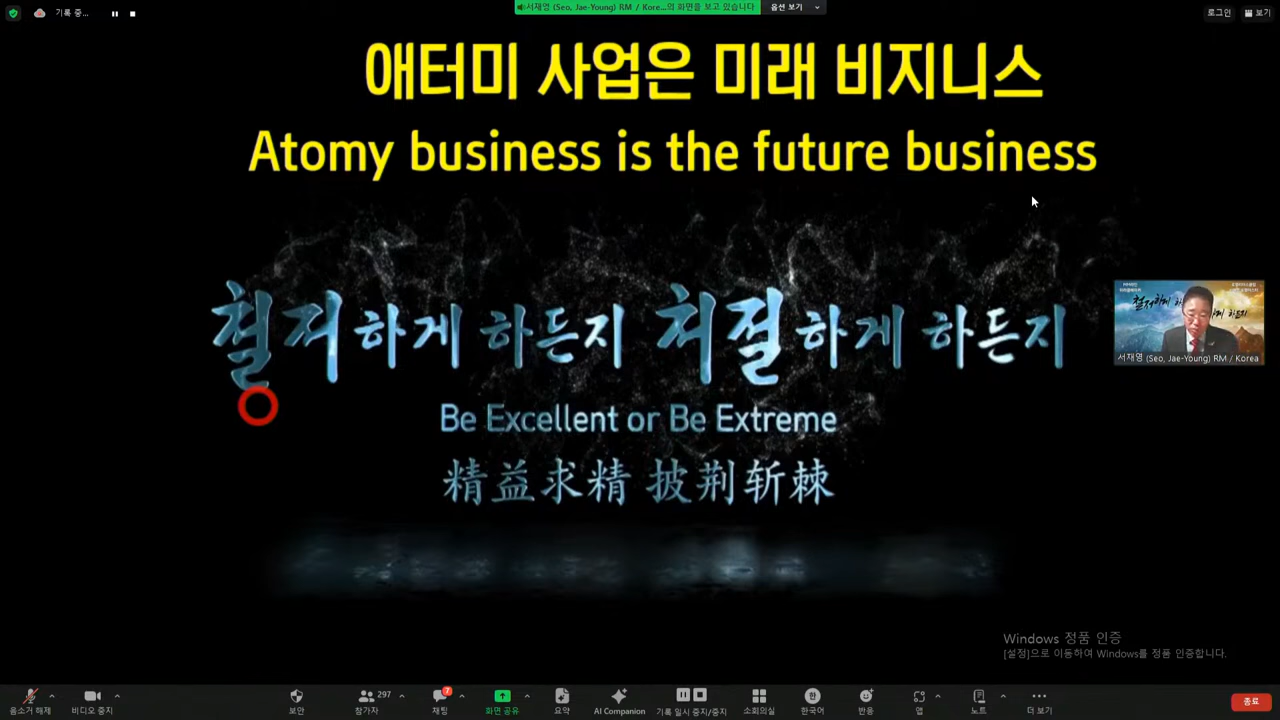 기록 중...
서재영 (Seo, Jae-Young) RM / Kore...의 화면을 보고 있습니다
옵션 보기
로그인
보기
애터미 사업은 미래 비지니스
Atomy business is the future business
철저하게 하든지 처절하게 하든지
Be Excellent or Be Extreme
精益求精 披荆斩棘
서재영 (Seo, Jae-Young) RM / Korea
Windows 정품 인증
[설정]으로 이동하여 Windows를 정품 인증합니다.
음소거 해제
비디오 중지
보안
297
참가자
7
채팅
화면 공유
요약
AI Companion
기록 일시 중지/중지
소회의실
한
한국어
반응
앱
노트
더 보기
종료